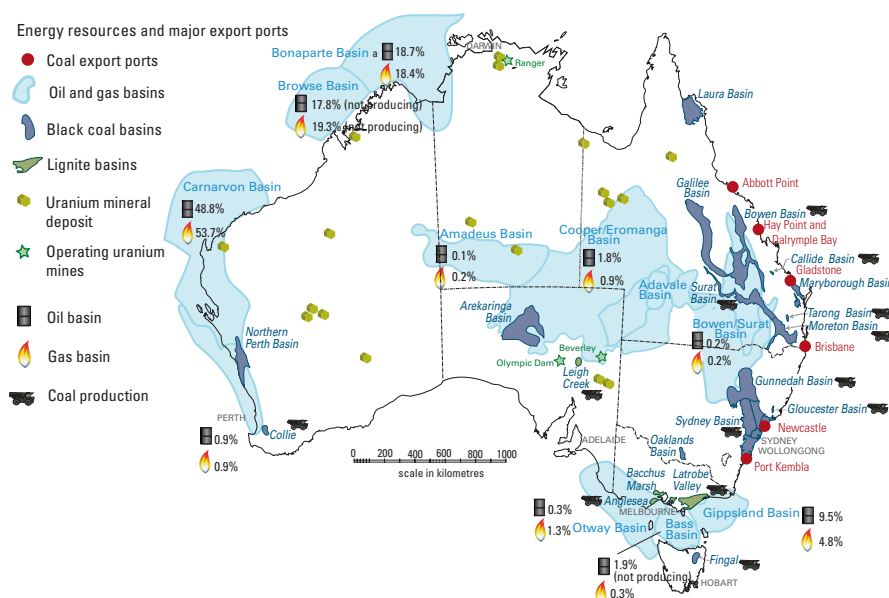 Energy resources and major export ports
Coal export ports
Oil and gas basins
Black coal basins
Lignite basins
Uranium mineral
deposit
Operating uranium
mines
Oil basin
Gas basin
Coal production
Bonaparte Basin a
18.7%
18.4%
DARWIN
Ranger
Browse Basin
17.8% (not producing)
19.3% (not producing)
Laura Basin
Carnarvon Basin
48.8%
53.7%
Abbott Point
Galilee
Basin
Bowen Basin
Hay Point and
Dalrymple Bay
Amadeus Basin
0.1%
0.2%
Cooper/Eromanga
Basin
1.8%
0.9%
Callide Basin
Gladstone
Maryborough Basin
Adavale
Basin
Surat
Basin
Tarong Basin
Moreton Basin
Arekaringa
Basin
Bowen/Surat
Basin
0.2%
0.2%
Brisbane
Northern
Perth Basin
Beverley
Olympic Dam
Leigh
Creek
Gunnedah Basin
Gloucester Basin
PERTH
Collie
0.9%
0.9%
Sydney Basin
Newcastle
SYDNEY
WOLLONGONG
ADELAIDE
Oaklands
Basin
Port Kembla
0 200 400 600 800 1000
scale in kilometres
Bacchus
Marsh
Latrobe
Valley
Anglesea
MELBOURNE
Gippsland Basin
9.5%
4.8%
0.3%
1.3%
Otway Basin
Bass
Basin
1.9%
(not producing)
0.3%
Fingal
HOBART